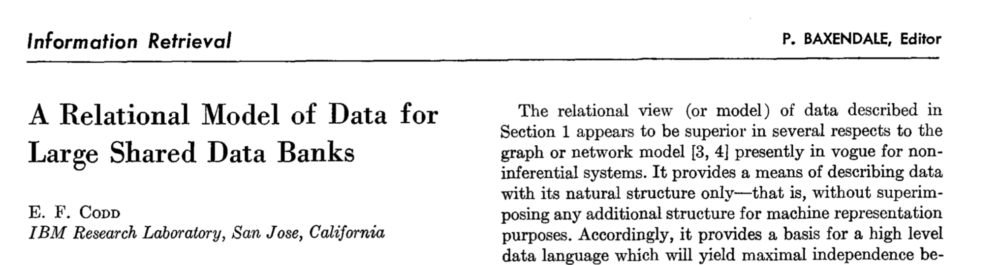 Information Retrieval
P. BAXENDALE, Editor
A Relational Model of Data for
Large Shared Data Banks
E. F. CODD
IBM Research Laboratory, San Jose, California
The relational view (or model) of data described in
Section 1 appears to be superior in several respects to the
graph or network model [3, 4] presently in vogue for non-
inferential systems. It provides a means of describing data
with its natural structure only—that is, without superim-
posing any additional structure for machine representation
purposes. Accordingly, it provides a basis for a high level
data language which will yield maximal independence be-